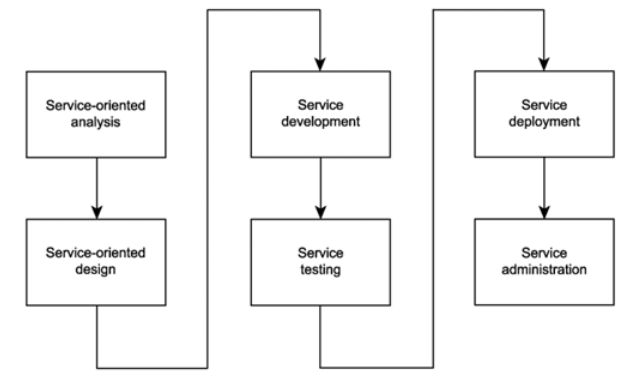 Service-oriented
analysis
Service-oriented
design
Service
development
Service
testing
Service
deployment
Service
administration